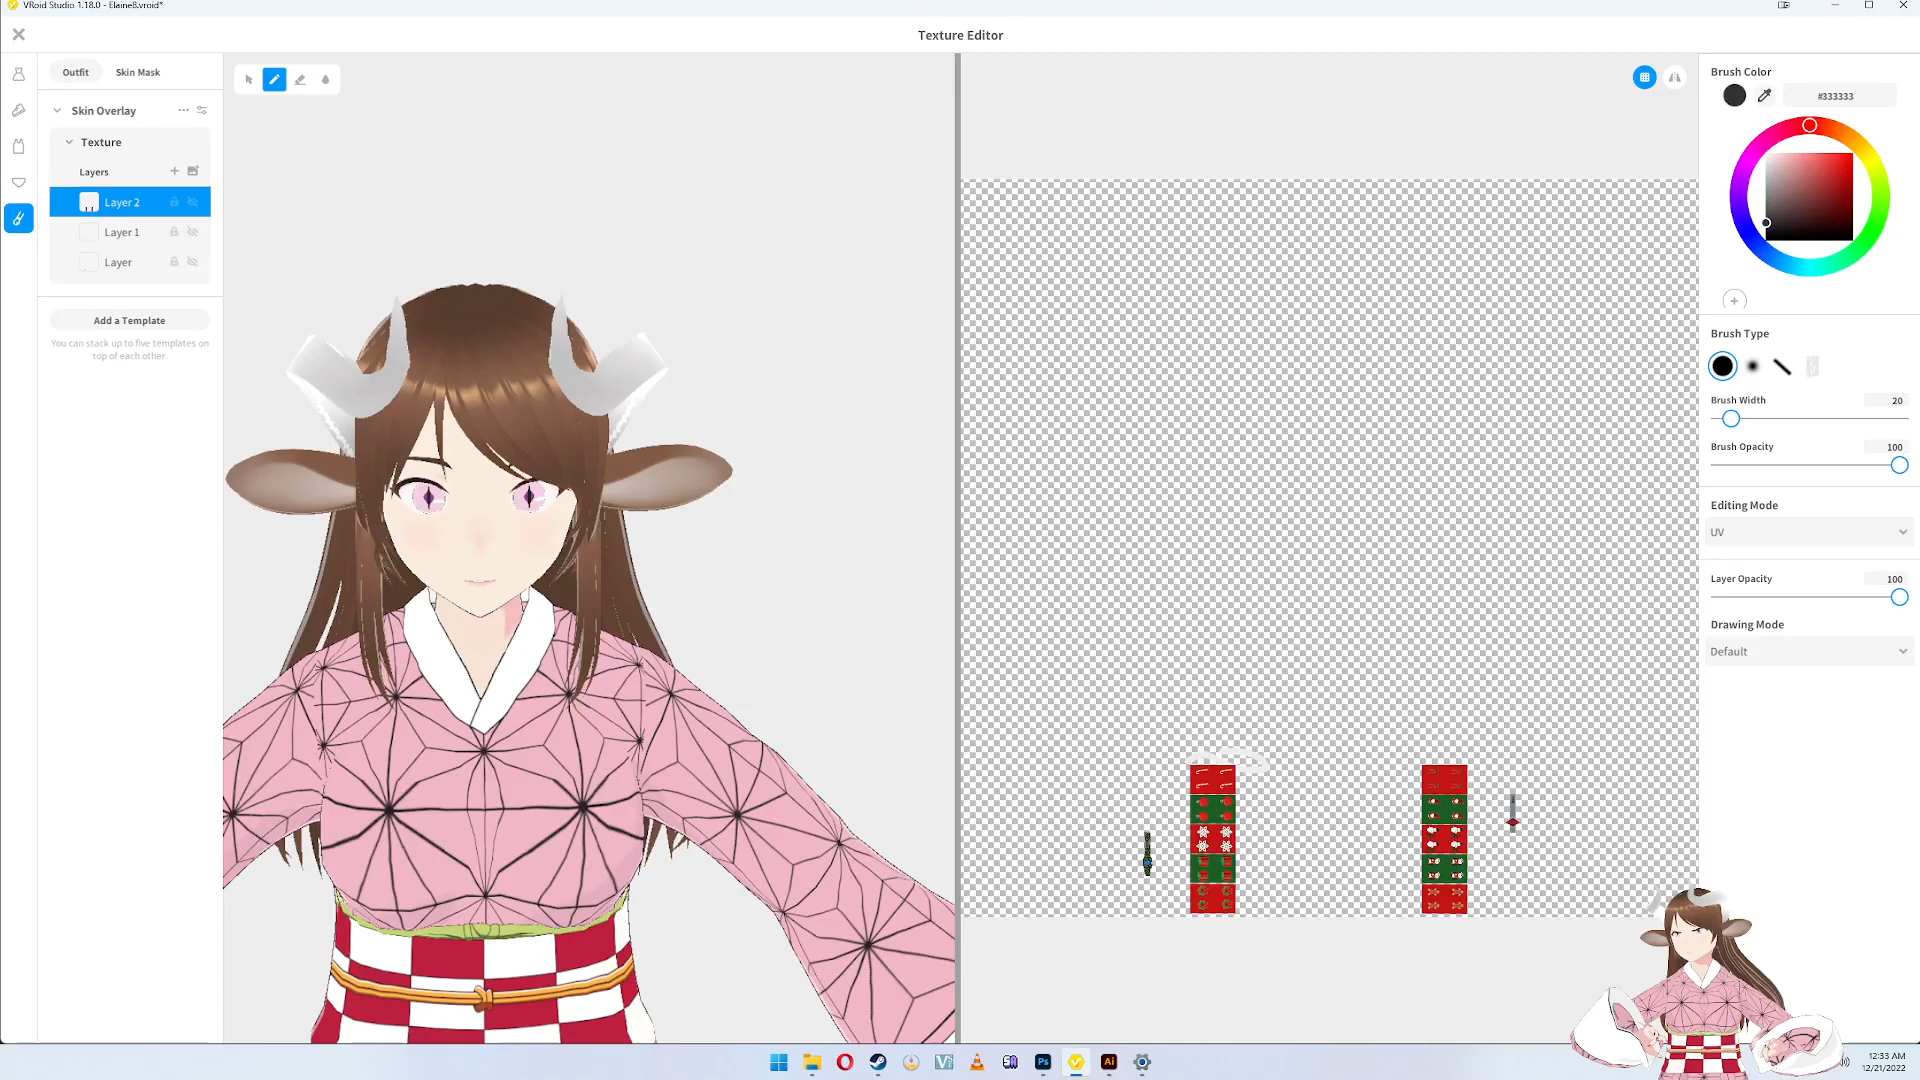 VRoid Studio 1.18.0 - Elaine8.vroid*
Texture Editor
Outfit
Skin Mask
Skin Overlay
Texture
Layers
Layer 2
Layer 1
Layer
Add a Template
You can stack up to five templates on
top of each other.
Brush Color
#333333
Brush Type
Brush Width
20
Brush Opacity
100
Editing Mode
UV
Layer Opacity
100
Drawing Mode
Default
Ps
Ai
12:33 AM
12/21/2022